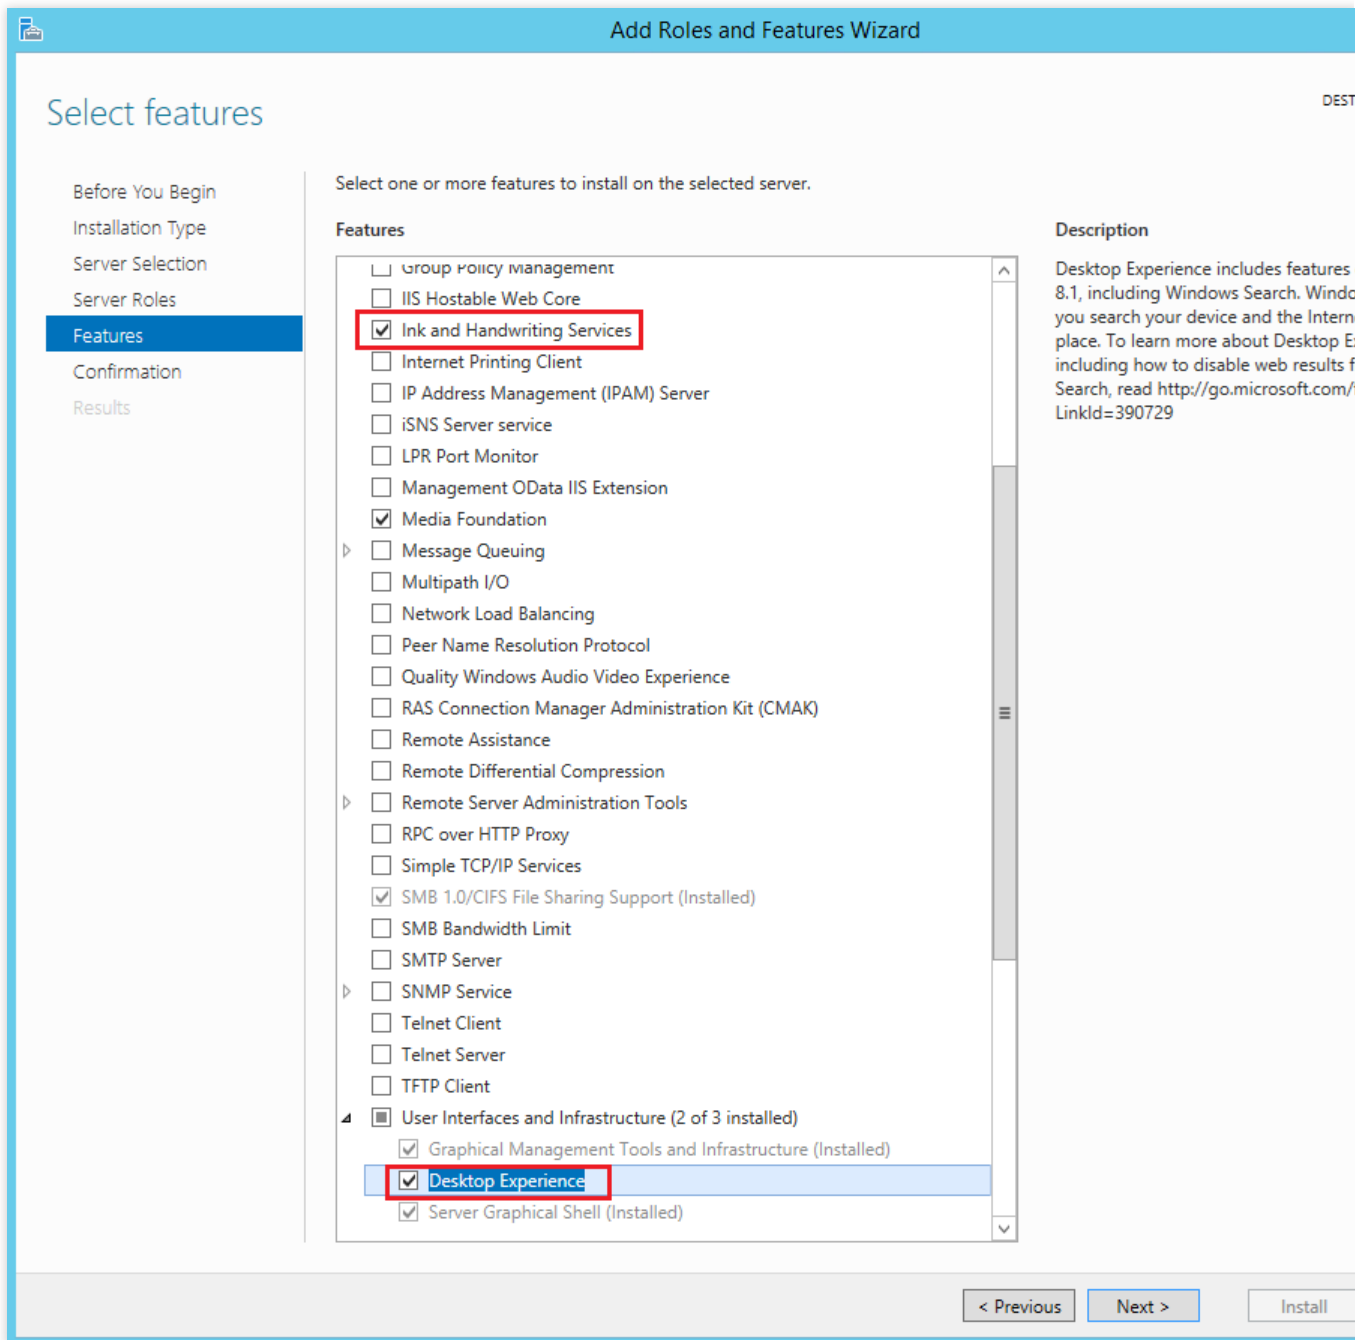 Add Roles and Features Wizard
Select features
DEST
Before You Begin
Installation Type
Server Selection
Server Roles
Features
Confirmation
Results
Select one or more features to install on the selected server.
Features
Group Policy Management
IIS Hostable Web Core
Ink and Handwriting Services
Internet Printing Client
IP Address Management (IPAM) Server
iSNS Server service
LPR Port Monitor
Management OData IIS Extension
Media Foundation
Message Queuing
Multipath I/O
Network Load Balancing
Peer Name Resolution Protocol
Quality Windows Audio Video Experience
RAS Connection Manager Administration Kit (CMAK)
Remote Assistance
Remote Differential Compression
Remote Server Administration Tools
RPC over HTTP Proxy
Simple TCP/IP Services
SMB 1.0/CIFS File Sharing Support (Installed)
SMB Bandwidth Limit
SMTP Server
SNMP Service
Telnet Client
Telnet Server
TFTP Client
User Interfaces and Infrastructure (2 of 3 installed)
Graphical Management Tools and Infrastructure (Installed)
Desktop Experience
Server Graphical Shell (Installed)
Description
Desktop Experience includes features
8.1, including Windows Search. Windo
you search your device and the Intern
place. To learn more about Desktop E
including how to disable web results f
Search, read http://go.microsoft.com/
LinkId=390729
< Previous
Next >
Install